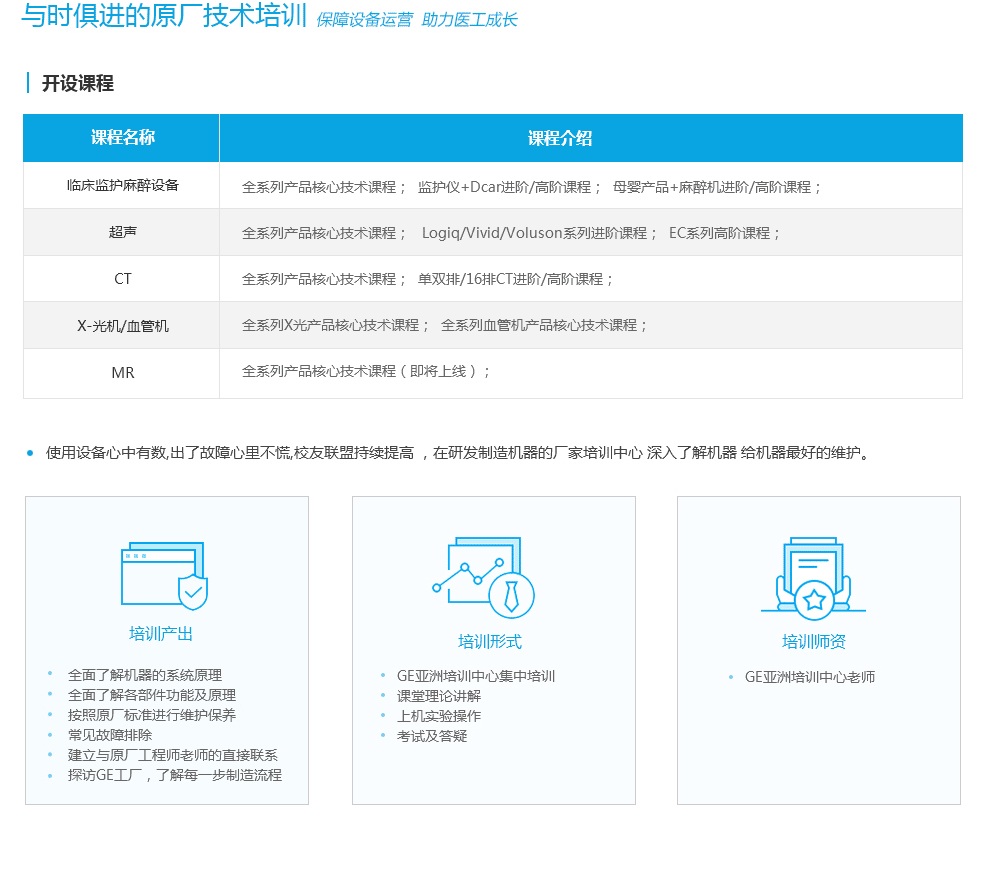 与时俱进的原厂技术培训 保障设备运营 助力医工成长
开设课程
课程名称 课程介绍
临床监护麻醉设备 全系列产品核心技术课程； 监护仪+Dcar进阶/高阶课程； 母婴产品+麻醉机进阶/高阶课程；
超声 全系列产品核心技术课程； Logiq/Vivid/Voluson系列进阶课程； EC系列高阶课程；
CT 全系列产品核心技术课程； 单双排/16排CT进阶/高阶课程；
X-光机/血管机 全系列X光产品核心技术课程； 全系列血管机产品核心技术课程；
MR 全系列产品核心技术课程（即将上线）；
• 使用设备心中有数,出了故障心里不慌,校友联盟持续提高 ，在研发制造机器的厂家培训中心 深入了解机器 给机器最好的维护。
培训产出
• 全面了解机器的系统原理
• 全面了解各部件功能及原理
• 按照原厂标准进行维护保养
• 常见故障排除
• 建立与原厂工程师老师的直接联系
• 探访GE工厂，了解每一步制造流程
培训形式
• GE亚洲培训中心集中培训
• 课堂理论讲解
• 上机实验操作
• 考试及答疑
培训师资
• GE亚洲培训中心老师